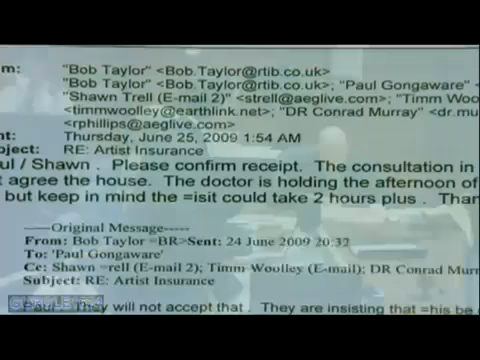 m: "Bob Taylor" <Bob.Taylor@rtib.co.uk>
"Bob Taylor" <Bob.Taylor@rtib.co.uk>; "Paul Gongaware" <
"Shawn Trell (E-mail 2)" <strell@aeglive.com>; "Timm Woo
<timmywoolley@earthlink.net>; "DR Conrad Murray" <dr.mu
<rphillips@aeglive.com>
nt: Thursday, June 25, 2009 1:54 AM
bject: RE: Artist Insurance
ul / Shawn . Please confirm receipt. The consultation in
t agree the house. The doctor is holding the afternoon of
but keep in mind the =isit could take 2 hours plus . Than
-----Original Message-----
From: Bob Taylor =BR>Sent: 24 June 2009 20:32
To: 'Paul Gongaware'
Cc: Shawn =rell (E-mail 2); Timm Woolley (E-mail); DR Conrad Murr
Subject: RE: Artist Insurance
Paul . They will not accept that . They are insisting that =his be